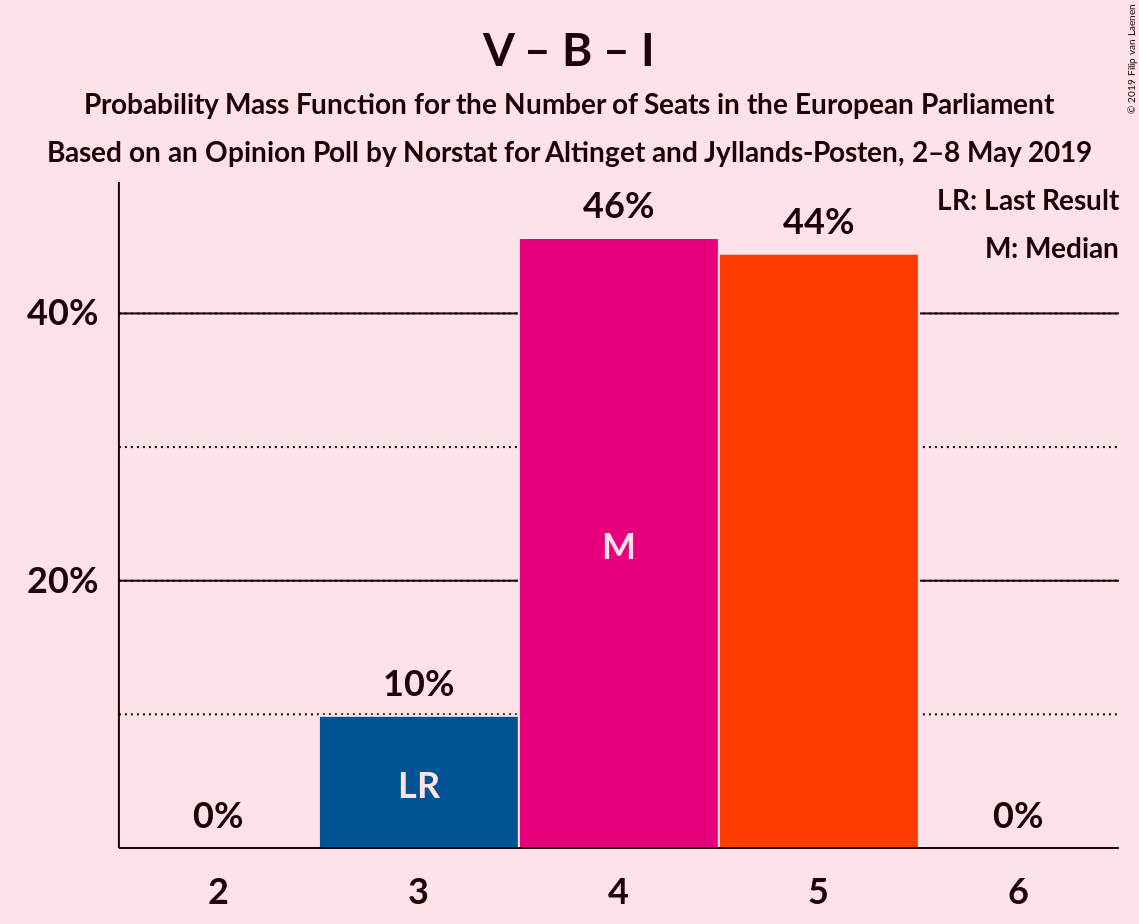 V – B – I
Probability Mass Function for the Number of Seats in the European Parliament
Based on an Opinion Poll by Norstat for Altinget and Jyllands-Posten, 2–8 May 2019
© 2019 Filip van Laenen
LR: Last Result
M: Median
46%
44%
40%
M
20%
10%
LR
0%
0%
2
3
4
5
6